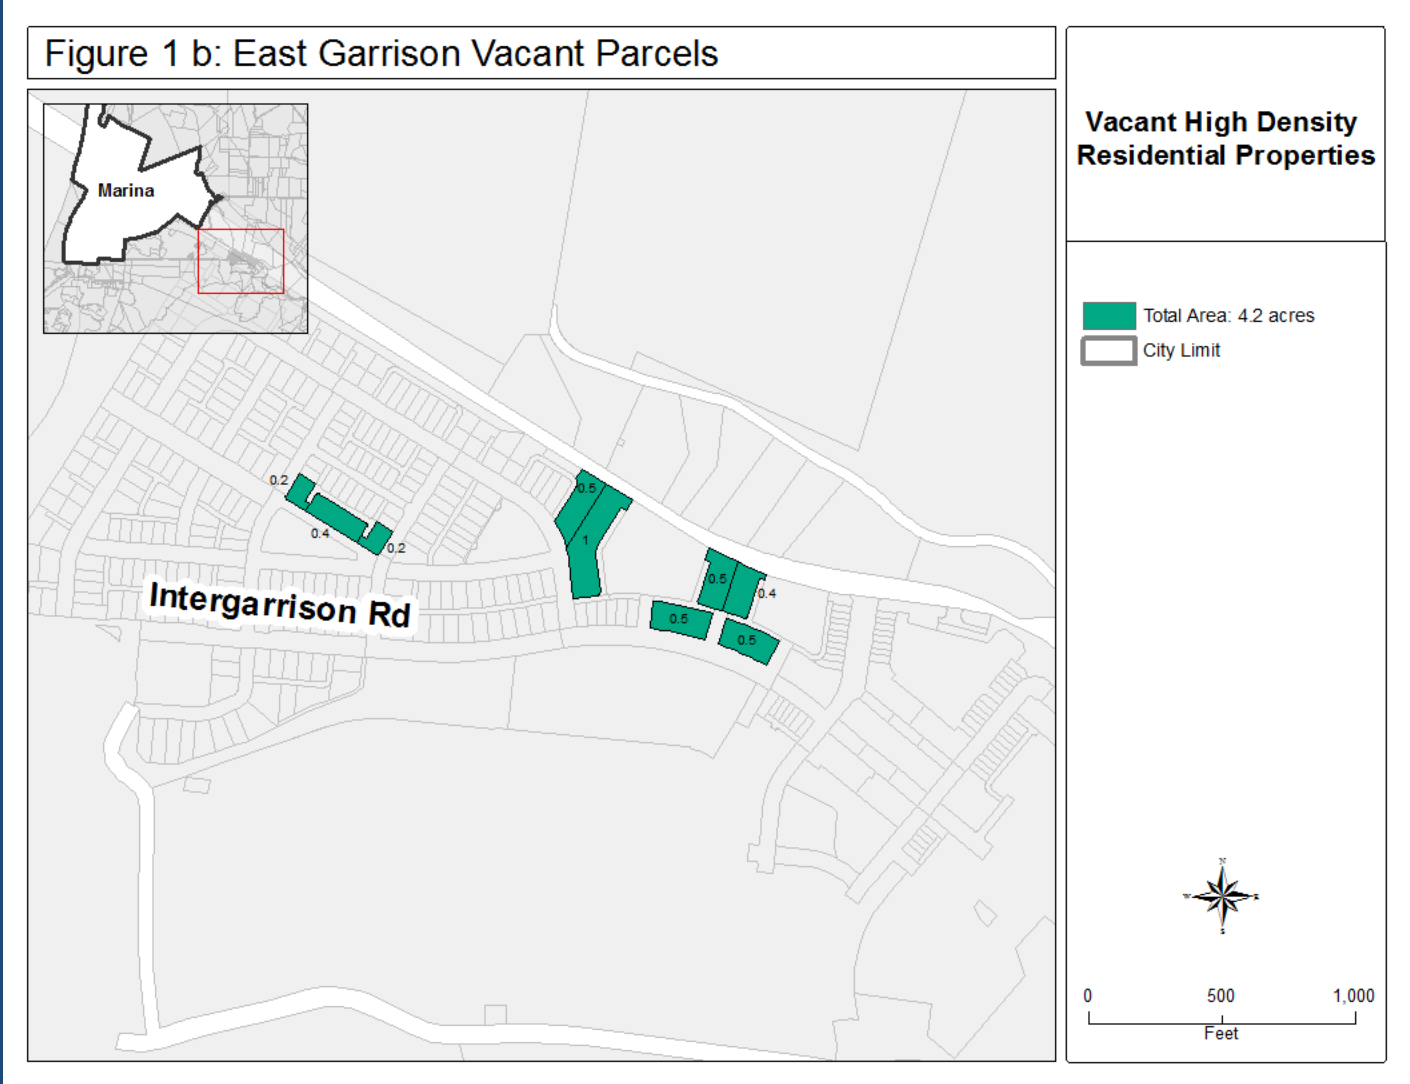 Figure 1 b: East Garrison Vacant Parcels
Vacant High Density
Residential Properties
Marina
Total Area: 4.2 acres
City Limit
0.2
0.4
0.2
0.5
1
0.5
0.4
0.5
0.5
Intergarrison Rd
N
W
E
S
0 500 1,000
Feet